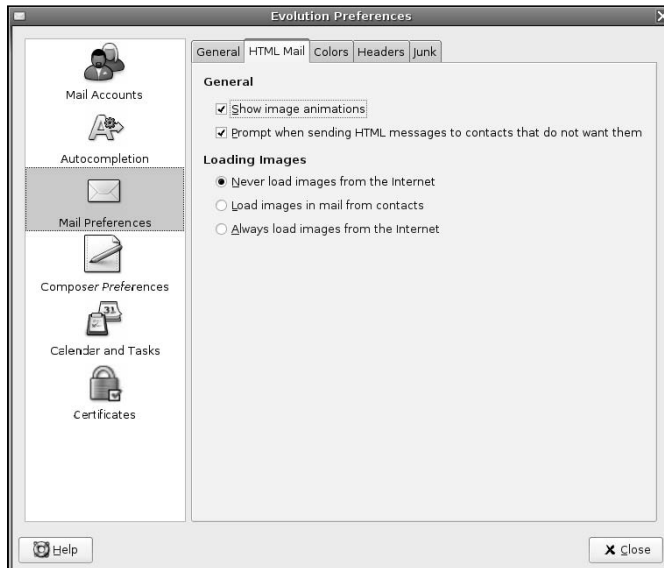 Evolution Preferences
Mail Accounts
Autocompletion
Mail Preferences
Composer Preferences
31
Calendar and Tasks
Certificates
General HTML Mail Colors Headers Junk
General
Show image animations
Prompt when sending HTML messages to contacts that do not want them
Loading Images
Never load images from the Internet
Load images in mail from contacts
Always load images from the Internet
Help
Close